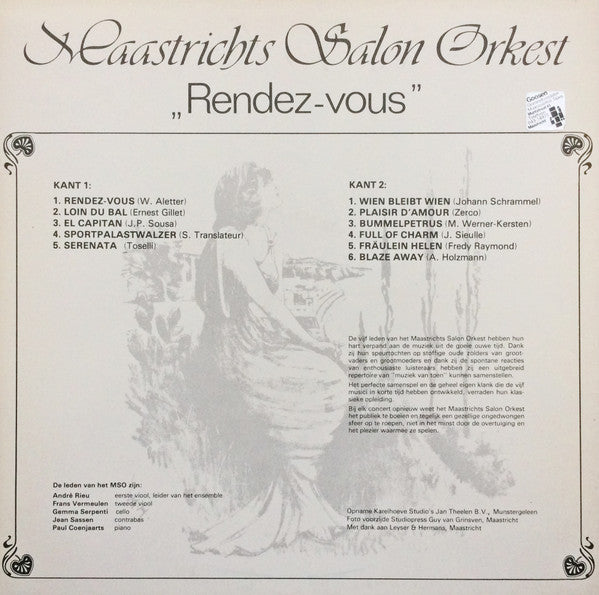 Maastrichts Salon Orkest
„Rendez-vous”
Goosen
Maastricht
KANT 1:
1. RENDEZ-VOUS (W. Aletter)
2. LOIN DU BAL (Ernest Gillet)
3. EL CAPITAN (J.P. Sousa)
4. SPORTPALASTWALZER (S. Translateur)
5. SERENATA (Toselli)
KANT 2:
1. WIEN BLEIBT WIEN (Johann Schrammel)
2. PLAISIR D'AMOUR (Zerco)
3. BUMMELPETRUS (M. Werner-Kersten)
4. FULL OF CHARM (J. Sieulle)
5. FRÄULEIN HELEN (Fredy Raymond)
6. BLAZE AWAY (A. Holzmann)
De vijf leden van het Maastrichts Salon Orkest hebben hun
hart verpand aan de muziek uit de goeie ouwe tijd. Dank
zij hun speurtochten op stoffige oude zolders van groot-
vaders en grootmoeders en dank zij de spontane reacties
van enthousiaste luisteraars hebben zij een uitgebreid
repertoire van "muziek van toen" kunnen samenstellen.
Het perfecte samenspel en de geheel eigen klank die de vijf
musici in korte tijd hebben ontwikkeld, verraden hun klas-
sieke opleiding.
Bij elk concert opnieuw weet het Maastrichts Salon Orkest
het publiek te boeien en tegelijk een gezellige ongedwongen
sfeer op te roepen, niet in het minst door de overtuiging en
het plezier waarmee ze spelen.
De leden van het MSO zijn:
André Rieu eerste viool, leider van het ensemble
Frans Vermeulen tweede viool
Gemma Serpenti cello
Jean Sassen contrabas
Paul Coenjaarts piano
Opname Kareihoeve Studio's Jan Theelen B.V., Munstergeleen
Foto voorzijde Studiopress Guy van Grinsven, Maastricht
Met dank aan Leyser & Hermans, Maastricht